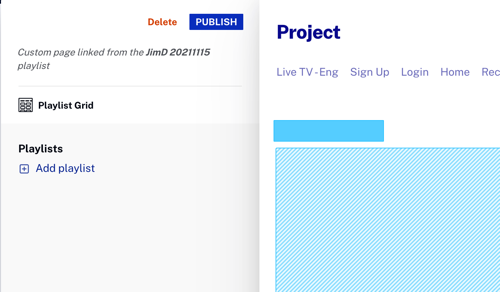 Delete PUBLISH
Custom page linked from the JimD 20211115
playlist
Playlist Grid
Playlists
Add playlist
Project
Live TV - Eng Sign Up Login Home Rec